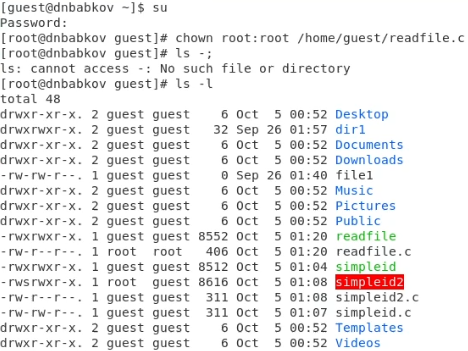 [guest@dnbabkov ~]$ su
Password:
[root@dnbabkov guest]# chown root:root /home/guest/readfile.c
[root@dnbabkov guest]# ls -;
ls: cannot access -: No such file or directory
[root@dnbabkov guest]# ls -l
total 48
drwxr-xr-x. 2 guest guest    6 Oct  5 00:52 Desktop
drwxrwxr-x. 2 guest guest   32 Sep 26 01:57 dir1
drwxr-xr-x. 2 guest guest    6 Oct  5 00:52 Documents
drwxr-xr-x. 2 guest guest    6 Oct  5 00:52 Downloads
-rw-rw-r--. 1 guest guest    0 Sep 26 01:40 file1
drwxr-xr-x. 2 guest guest    6 Oct  5 00:52 Music
drwxr-xr-x. 2 guest guest    6 Oct  5 00:52 Pictures
drwxr-xr-x. 2 guest guest    6 Oct  5 00:52 Public
-rwxrwxr-x. 1 guest guest 8552 Oct  5 01:20 readfile
-rw-r--r--. 1 root  root   406 Oct  5 01:20 readfile.c
-rwxrwxr-x. 1 guest guest 8512 Oct  5 01:04 simpleid
-rwsrwxr-x. 1 root  guest 8616 Oct  5 01:08 simpleid2
-rw-r--r--. 1 guest guest  311 Oct  5 01:08 simpleid2.c
-rw-rw-r--. 1 guest guest  311 Oct  5 01:07 simpleid.c
drwxr-xr-x. 2 guest guest    6 Oct  5 00:52 Templates
drwxr-xr-x. 2 guest guest    6 Oct  5 00:52 Videos